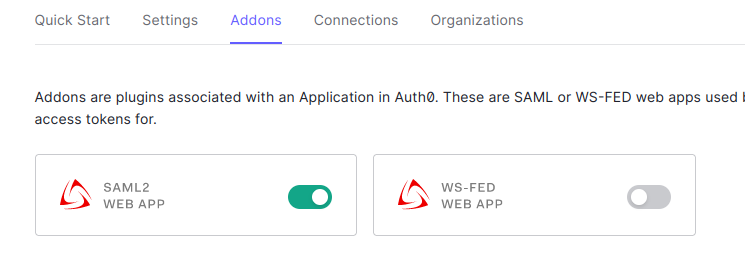 Quick Start Settings Addons Connections Organizations
Addons are plugins associated with an Application in Auth0. These are SAML or WS-FED web apps used
access tokens for.
SAML2
WEB APP
WS-FED
WEB APP